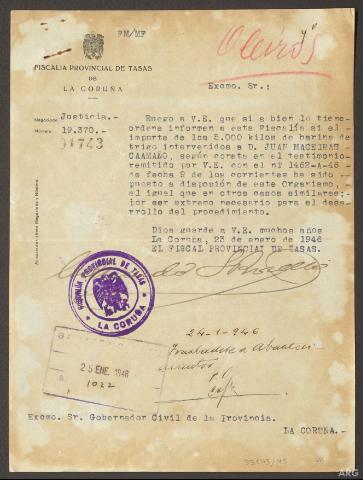 PM/MF
Oleiros
FISCALIA PROVINCIAL DE TASAS
DE
LA CORUÑA
Excmo. Sr.:
Negociado Justicia.
Número 19.370.
01743
Ruego a V.E. que si a bien lo tiene
ordene informen a esta Fiscalía si el
importe de los 5.000 kilos de harina de
trigo intervenidos a D. JUAN MACEIRAS
CAAMAÑO, según consta en el testimonio
remitido por V.E. con el nº 1462-A-46
de fecha 9 de los corrientes ha sido
puesto a disposición de este Organismo,
al igual que en otros casos similares;
por ser extremo necesario para el desa-
rrollo del procedimiento.
Dios guarde a V.E. muchos años
La Coruña, 23 de enero de 1946
EL FISCAL PROVINCIAL DE TASAS.
FISCALIA PROVINCIAL DE TASAS
LA CORUÑA
24-1-946
25 ENE. 1946
1022
Excmo. Sr. Gobernador Civil de la Provincia.
LA CORUÑA.-
ARG